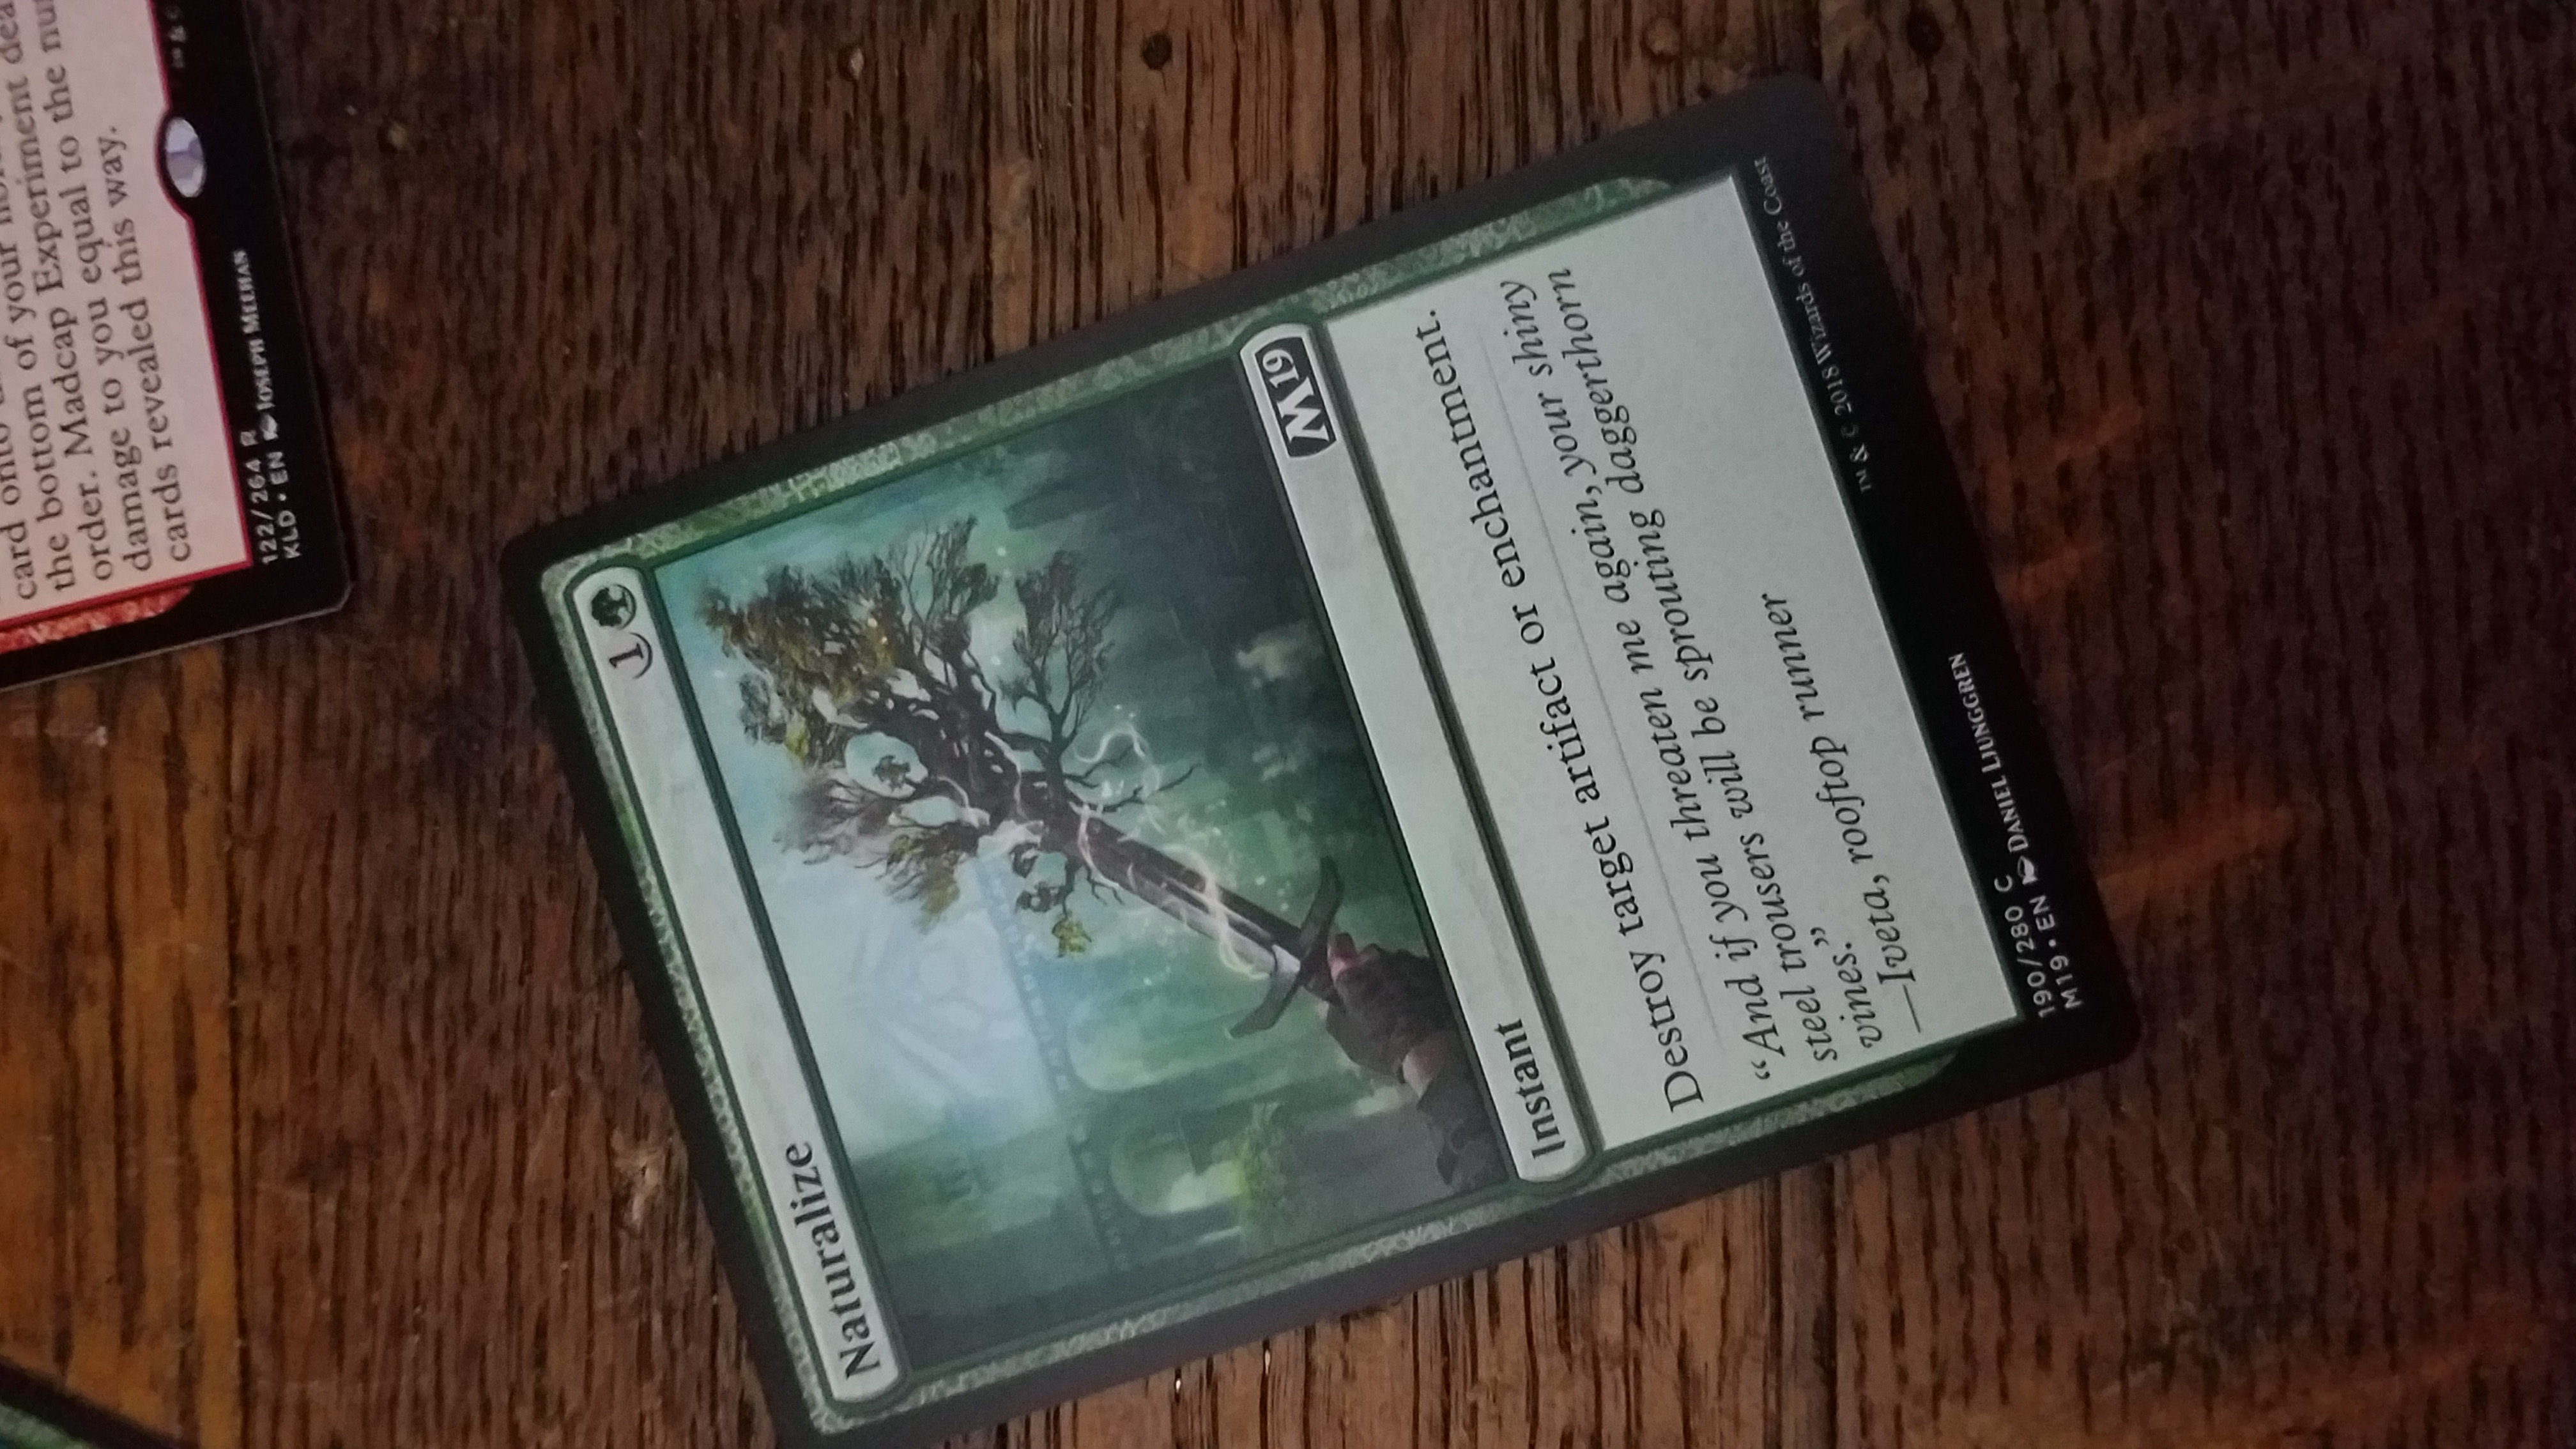 Naturalize
1
Instant
M19
Destroy target artifact or enchantment.
“And if you threaten me again, your shiny
steel trousers will be sprouting daggerthorn
vines.”
—Iveta, rooftop runner
190/280 C
M19 • EN DANIEL LJUNGGREN
™ & © 2018 Wizards of the Coast
card
the bottom of your
order. Madcap Experiment
damage to you equal to the
cards revealed this way.
122/264 R
KLD • EN JOSEPH MEEHAN